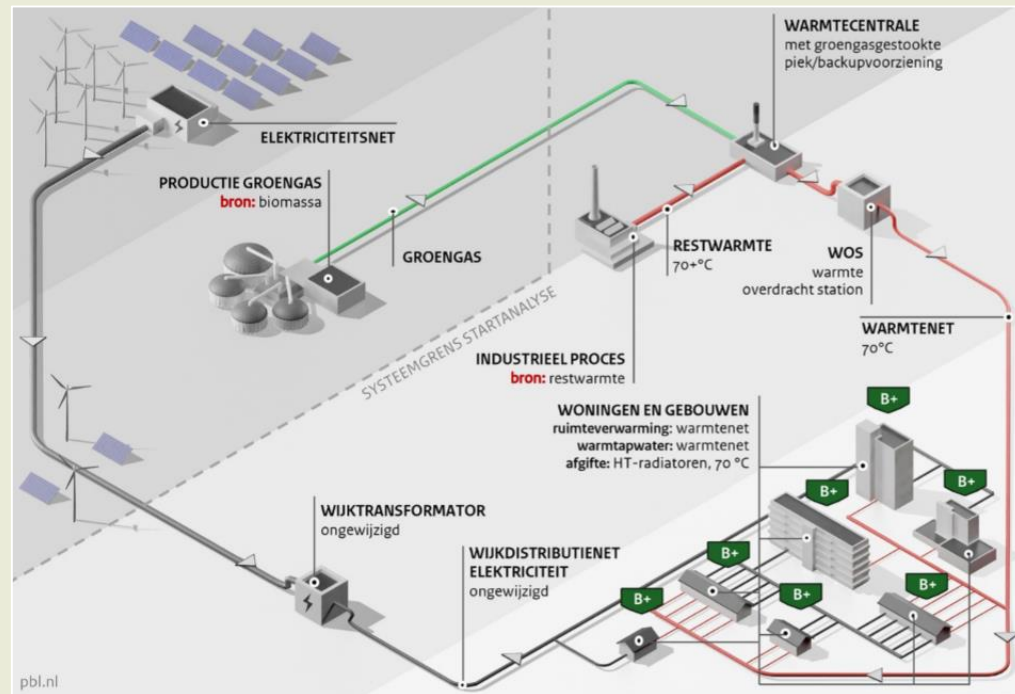 WARMTECENTRALE
met groengasgestookte
piek/backupvoorziening
ELEKTRICITEITSNET
PRODUCTIE GROENGAS
bron: biomassa
GROENGAS
RESTWARMTE
70+°C
WOS
warmte
overdracht station
WARMTENET
70°C
SYSTEEMGRENS STARTANALYSE
INDUSTRIEEL PROCES
bron: restwarmte
WONINGEN EN GEBOUWEN
ruimteverwarming: warmtenet
warmtapwater: warmtenet
afgifte: HT-radiatoren, 70 °C
B+
B+
B+
B+
B+
B+
B+
WIJKTRANSFORMATOR
ongewijzigd
WIJKDISTRIBUTIENET
ELEKTRICITEIT
ongewijzigd
pbl.nl